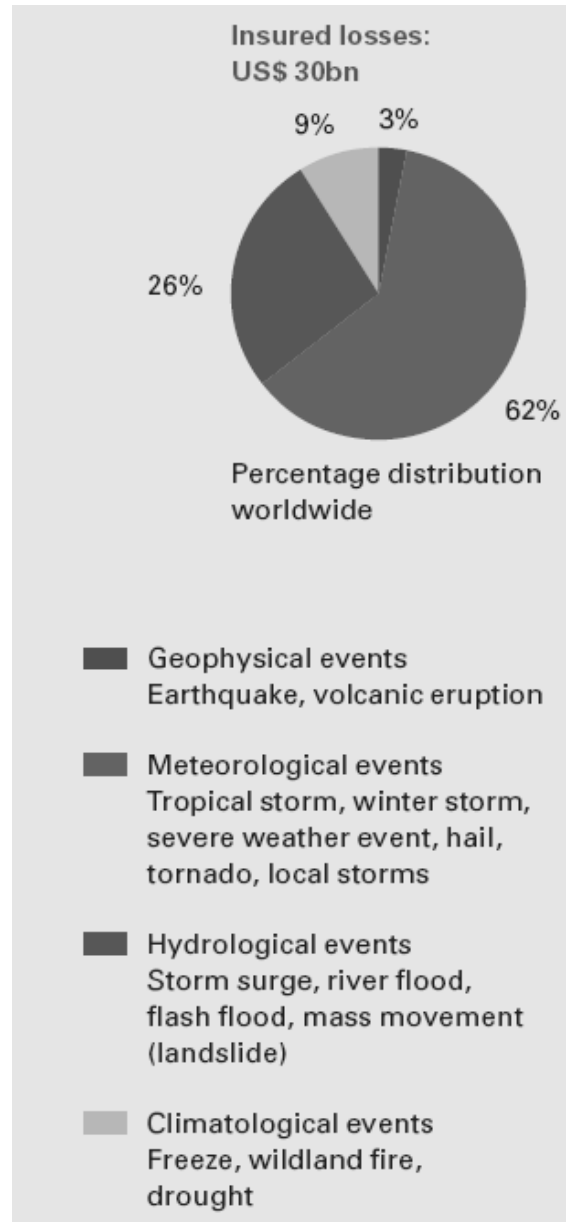 Insured losses:
US$ 30bn
9%
3%
26%
62%
Percentage distribution
worldwide
Geophysical events
Earthquake, volcanic eruption
Meteorological events
Tropical storm, winter storm,
severe weather event, hail,
tornado, local storms
Hydrological events
Storm surge, river flood,
flash flood, mass movement
(landslide)
Climatological events
Freeze, wildland fire,
drought